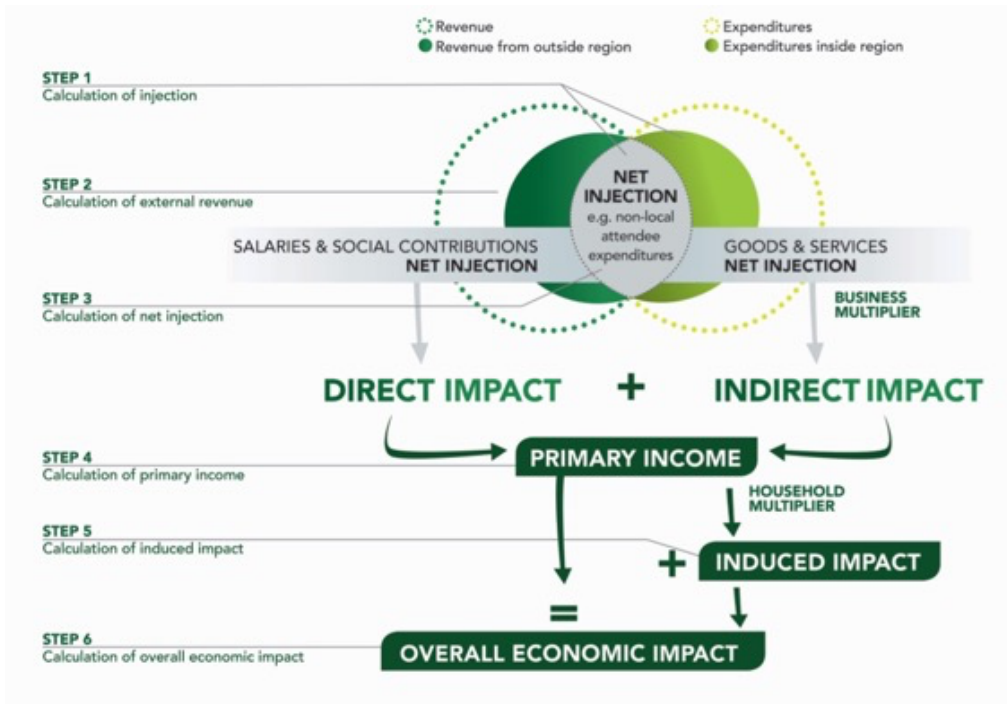 Revenue
Revenue from outside region
Expenditures
Expenditures inside region
STEP 1
Calculation of injection
STEP 2
Calculation of external revenue
NET
INJECTION
e.g. non-local
attendee
expenditures
SALARIES & SOCIAL CONTRIBUTIONS
NET INJECTION
GOODS & SERVICES
NET INJECTION
STEP 3
Calculation of net injection
BUSINESS
MULTIPLIER
DIRECT IMPACT
+
INDIRECT IMPACT
STEP 4
Calculation of primary income
PRIMARY INCOME
HOUSEHOLD
MULTIPLIER
STEP 5
Calculation of induced impact
+
INDUCED IMPACT
=
STEP 6
Calculation of overall economic impact
OVERALL ECONOMIC IMPACT